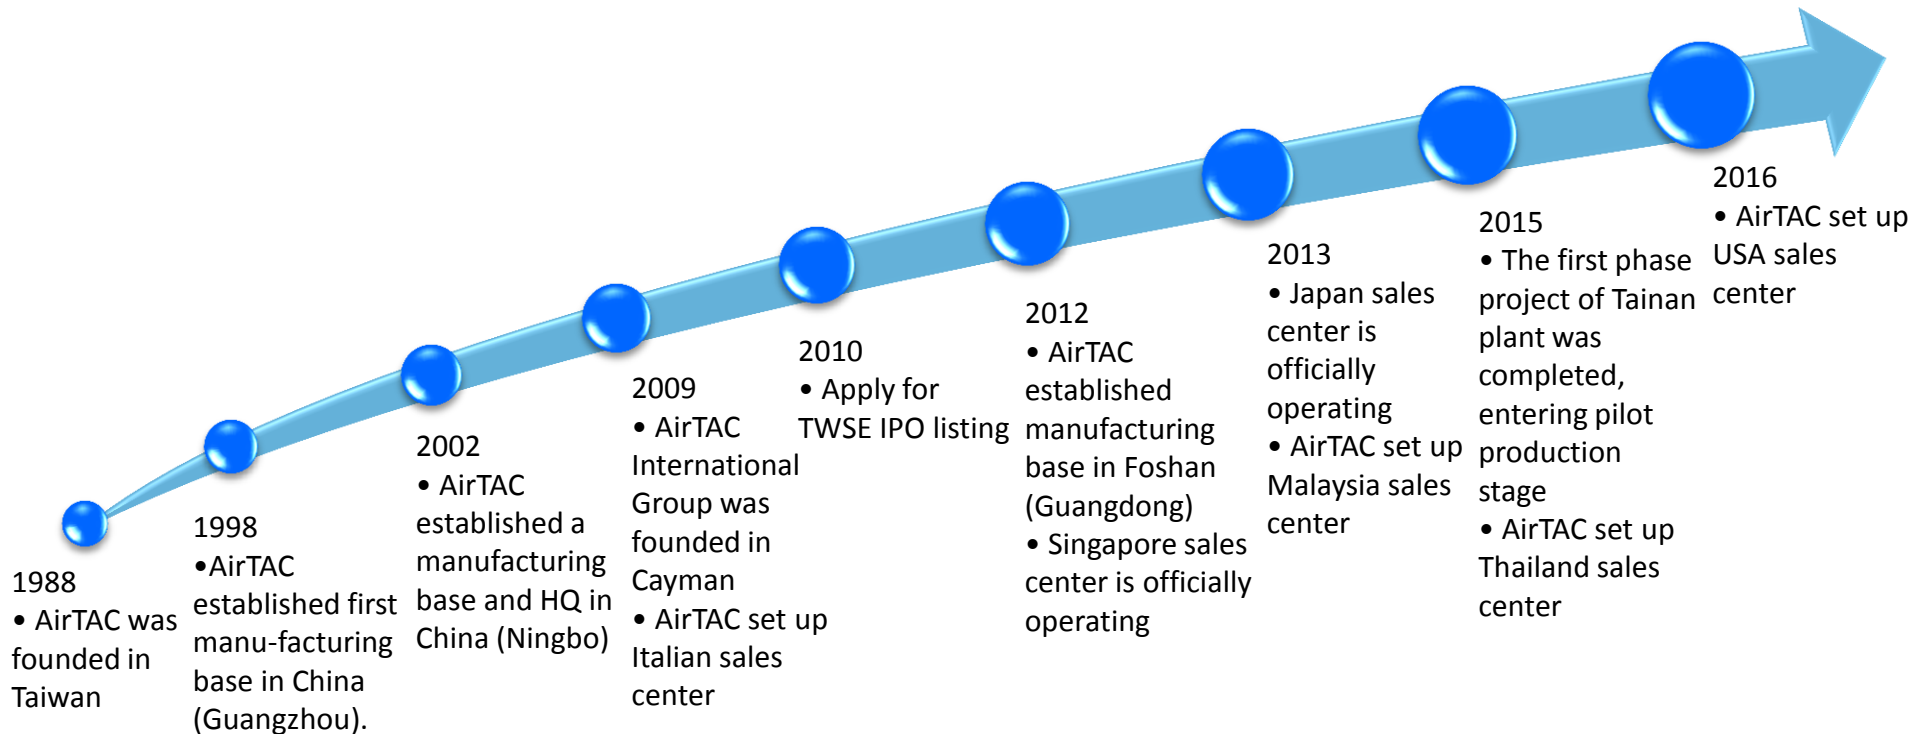 1988
• AirTAC was
founded in
Taiwan
1998
•AirTAC
established first
manu-facturing
base in China
(Guangzhou).
2002
• AirTAC
established a
manufacturing
base and HQ in
China (Ningbo)
2009
• AirTAC
International
Group was
founded in
Cayman
• AirTAC set up
Italian sales
center
2010
• Apply for
TWSE IPO listing
2012
• AirTAC
established
manufacturing
base in Foshan
(Guangdong)
• Singapore sales
center is officially
operating
2013
• Japan sales
center is
officially
operating
• AirTAC set up
Malaysia sales
center
2015
• The first phase
project of Tainan
plant was
completed,
entering pilot
production
stage
• AirTAC set up
Thailand sales
center
2016
• AirTAC set up
USA sales
center